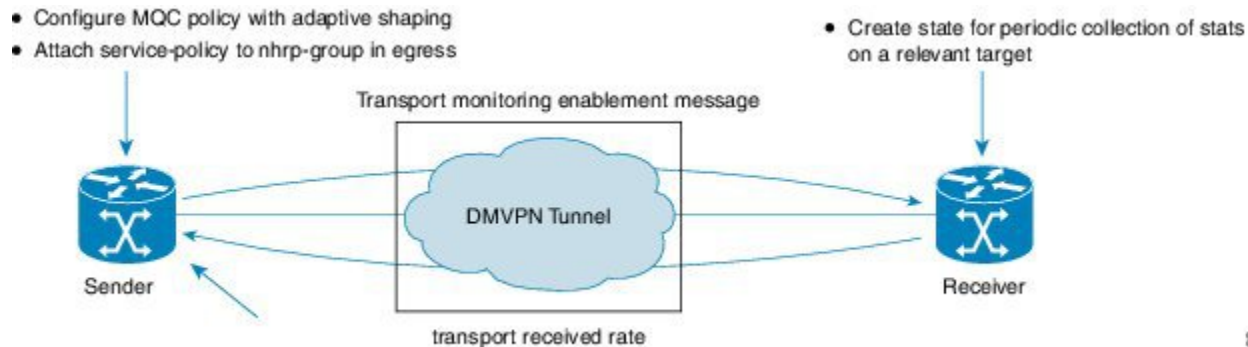 • Configure MQC policy with adaptive shaping
• Attach service-policy to nhrp-group in egress
• Create state for periodic collection of stats
on a relevant target
Transport monitoring enablement message
DMVPN Tunnel
Sender
Receiver
transport received rate